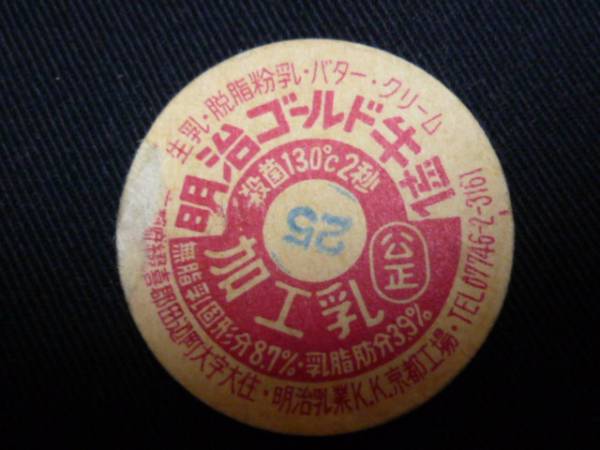 生乳・脱脂粉乳・バター・クリーム
明治ゴールド牛乳
殺菌130℃2秒
25
加工乳
公正
無脂乳固形分8.7%・乳脂肪分3.9%
綴喜郡田辺町大字大住・明治乳業K.K.京都工場・TEL07746-2-3161